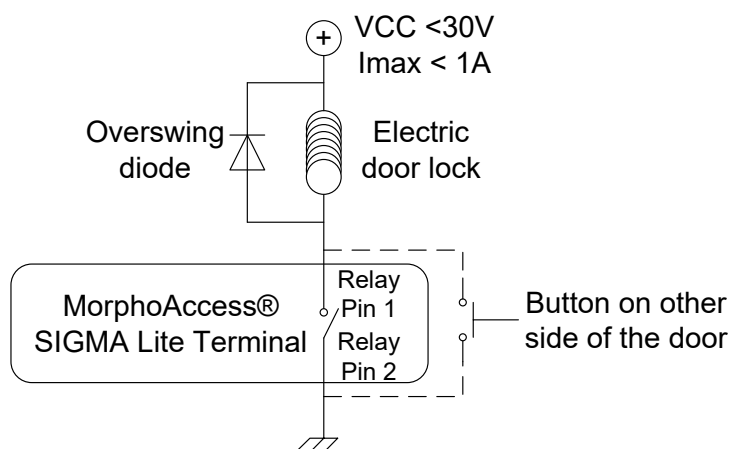 +
VCC <30V
Imax < 1A
Overswing
diode
Electric
door lock
MorphoAccess®
SIGMA Lite Terminal
Relay
Pin 1
Relay
Pin 2
Button on other
side of the door